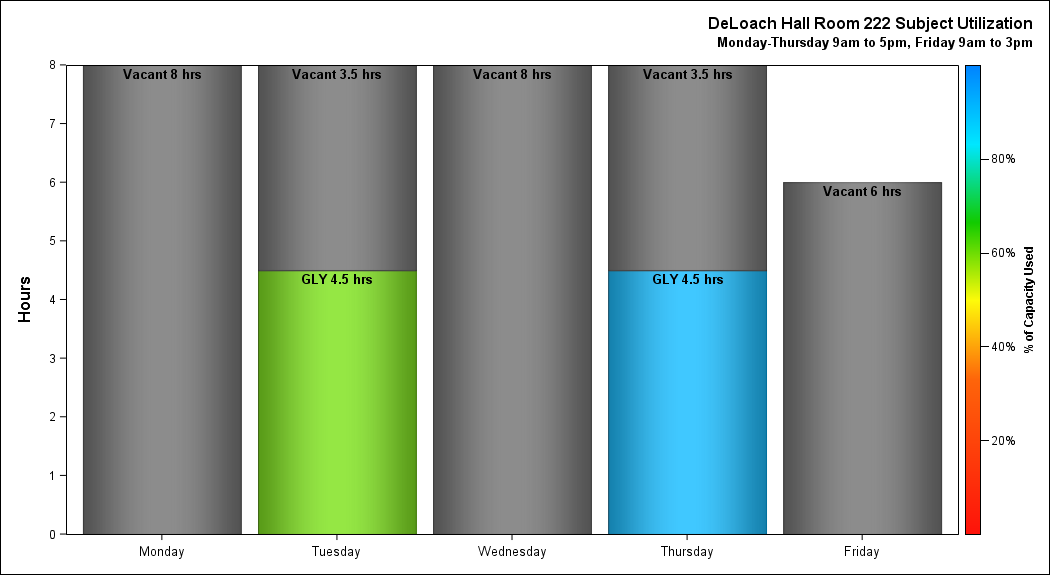 DeLoach Hall Room 222 Subject Utilization
Monday-Thursday 9am to 5pm, Friday 9am to 3pm
8
7
6
5
4
3
2
1
0
Hours
Vacant 8 hrs
Vacant 3.5 hrs
Vacant 8 hrs
Vacant 3.5 hrs
Vacant 6 hrs
GLY 4.5 hrs
GLY 4.5 hrs
Monday
Tuesday
Wednesday
Thursday
Friday
80%
60%
40%
20%
% of Capacity Used